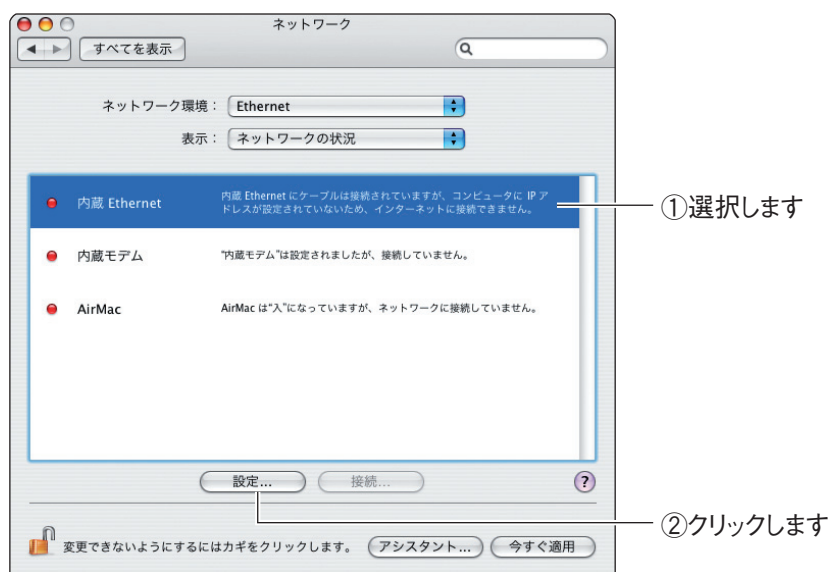 ネットワーク
すべてを表示
ネットワーク環境： Ethernet
表示： ネットワークの状況
内蔵 Ethernet
内蔵 Ethernet にケーブルは接続されていますが、コンピュータに IP ア
ドレスが設定されていないため、インターネットに接続できません。
①選択します
内蔵モデム
“内蔵モデム”は設定されましたが、接続していません。
AirMac
AirMac は“入”になっていますが、ネットワークに接続していません。
設定... 接続... ?
②クリックします
変更できないようにするにはカギをクリックします。 アシスタント... 今すぐ適用